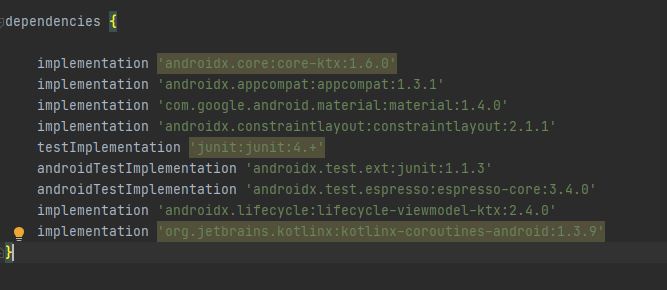 dependencies {
implementation 'androidx.core:core-ktx:1.6.0'
implementation 'androidx.appcompat:appcompat:1.3.1'
implementation 'com.google.android.material:material:1.4.0'
implementation 'androidx.constraintlayout:constraintlayout:2.1.1'
testImplementation 'junit:junit:4.+'
androidTestImplementation 'androidx.test.ext:junit:1.1.3'
androidTestImplementation 'androidx.test.espresso:espresso-core:3.4.0'
implementation 'androidx.lifecycle:lifecycle-viewmodel-ktx:2.4.0'
implementation 'org.jetbrains.kotlinx:kotlinx-coroutines-android:1.3.9'
}